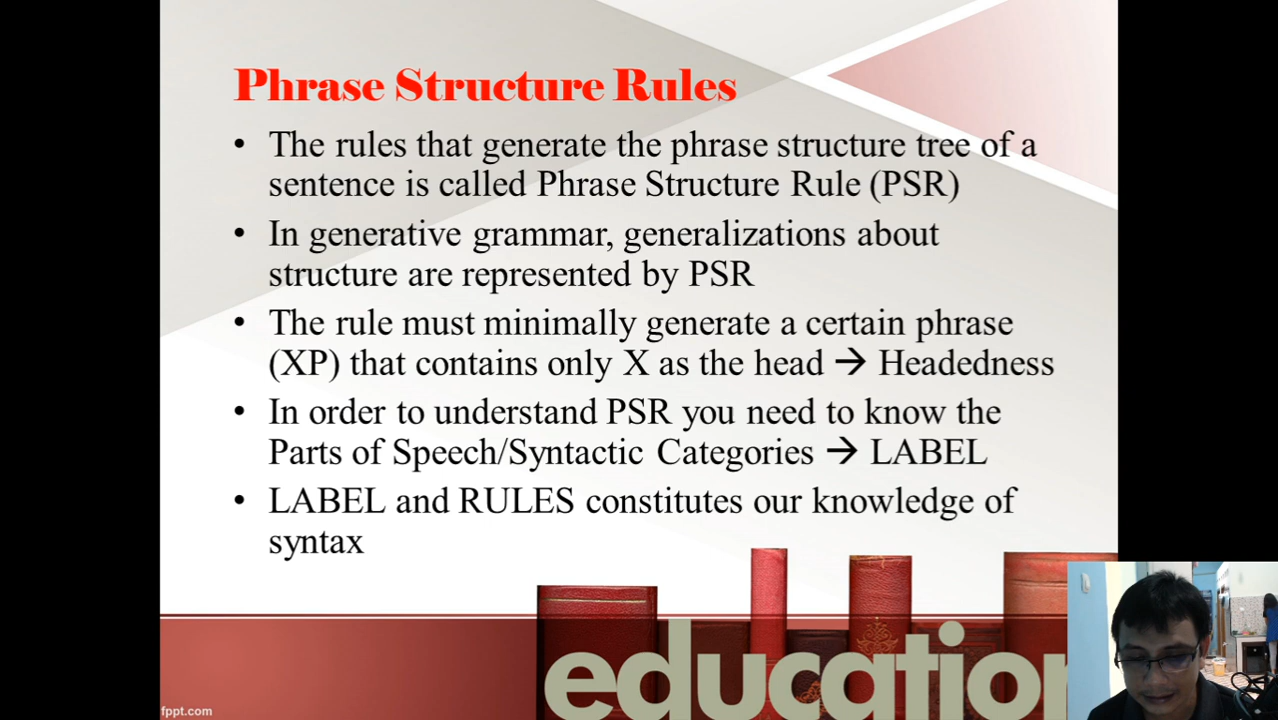 Phrase Structure Rules
• The rules that generate the phrase structure tree of a
sentence is called Phrase Structure Rule (PSR)
• In generative grammar, generalizations about
structure are represented by PSR
• The rule must minimally generate a certain phrase
(XP) that contains only X as the head → Headedness
• In order to understand PSR you need to know the
Parts of Speech/Syntactic Categories → LABEL
• LABEL and RULES constitutes our knowledge of
syntax
education
fppt.com